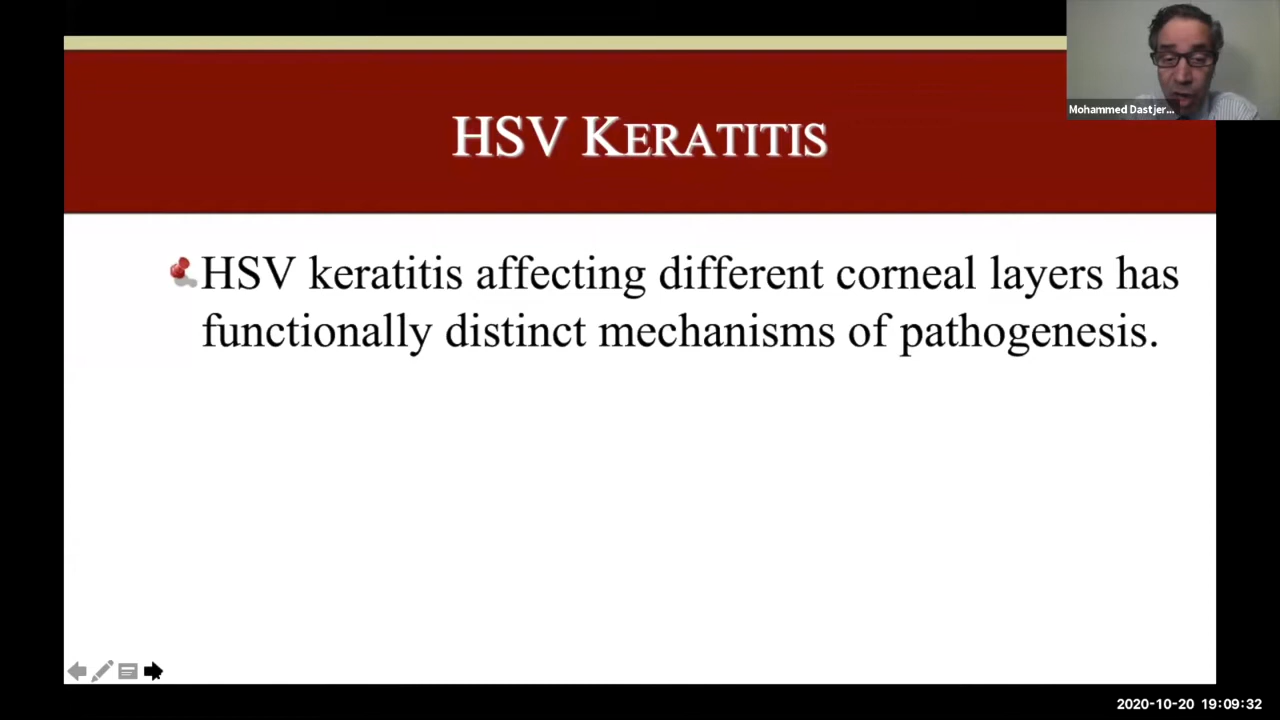 Mohammed Dastjer...
HSV KERATITIS
HSV keratitis affecting different corneal layers has
functionally distinct mechanisms of pathogenesis.
2020-10-20 19:09:32